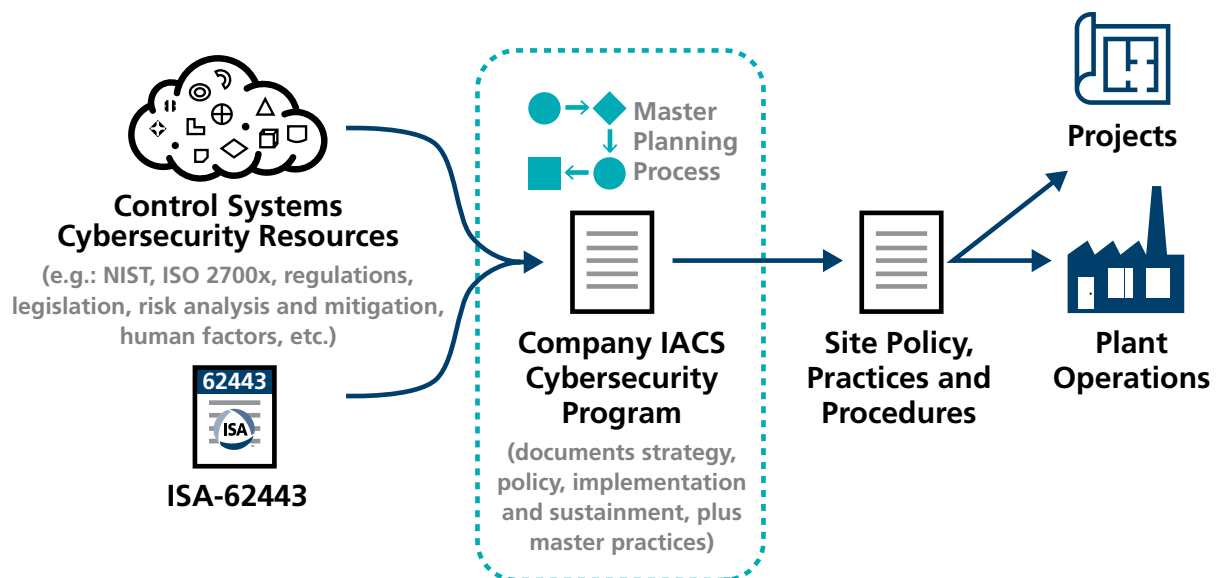 Control Systems
Cybersecurity Resources
(e.g.: NIST, ISO 2700x, regulations,
legislation, risk analysis and mitigation,
human factors, etc.)
62443
ISA
ISA-62443
Master
Planning
Process
Company IACS
Cybersecurity
Program
(documents strategy,
policy, implementation
and sustainment, plus
master practices)
Site Policy,
Practices and
Procedures
Projects
Plant
Operations